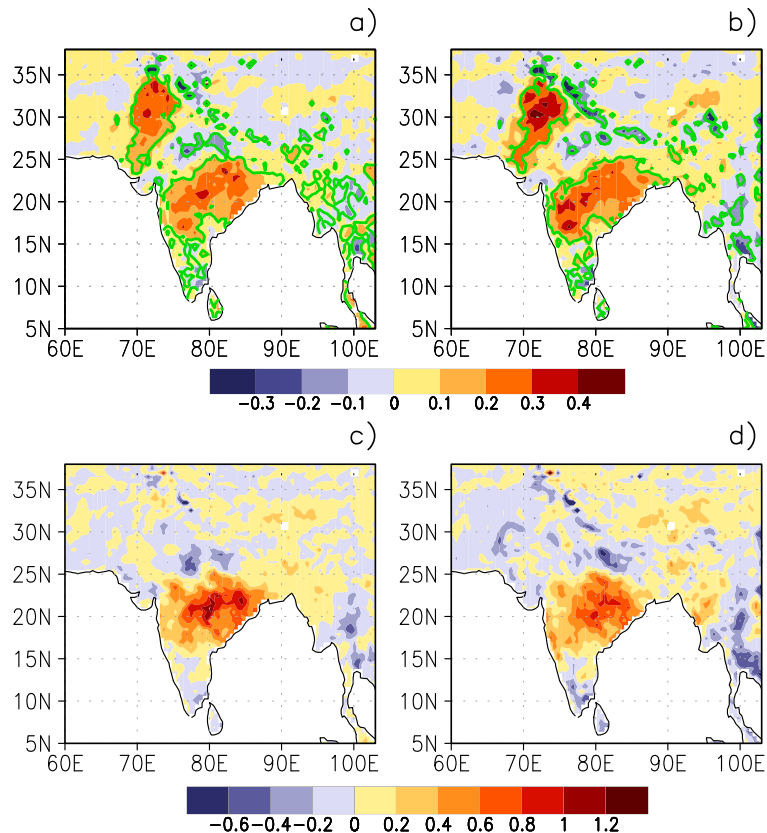 a) b)
35N 35N
30N 30N
25N 25N
20N 20N
15N 15N
10N 10N
5N 5N
60E 70E 80E 90E 100E 60E 70E 80E 90E 100E
-0.3 -0.2 -0.1 0 0.1 0.2 0.3 0.4
c) d)
35N 35N
30N 30N
25N 25N
20N 20N
15N 15N
10N 10N
5N 5N
60E 70E 80E 90E 100E 60E 70E 80E 90E 100E
-0.6 -0.4 -0.2 0 0.2 0.4 0.6 0.8 1 1.2